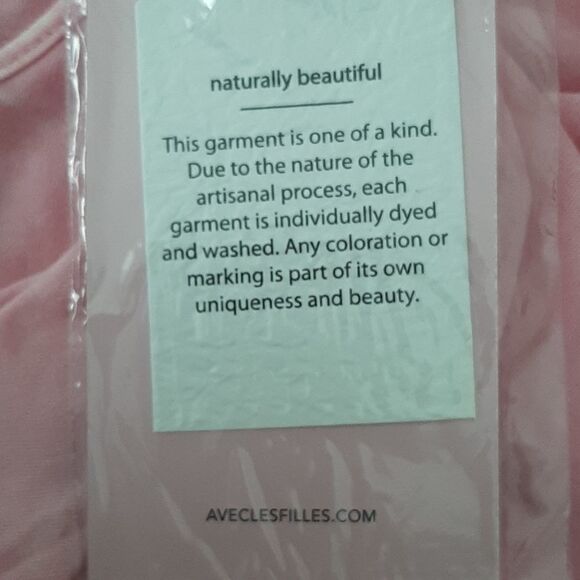 naturally beautiful
This garment is one of a kind.
Due to the nature of the
artisanal process, each
garment is individually dyed
and washed. Any coloration or
marking is part of its own
uniqueness and beauty.
AVECLESFILLES.COM